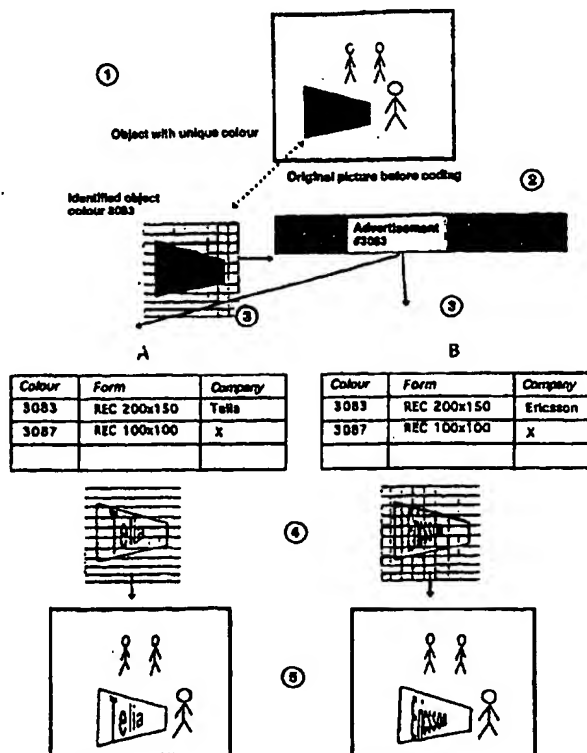 ①
Object with unique colour
Original picture before coding
②
Identified object
colour 3083
Advertisement
#3083
③
③
A
B
Colour Form Company
3083 REC 200x150 Telia
3087 REC 100x100 X
Colour Form Company
3083 REC 200x150 Ericsson
3087 REC 100x100 X
Telia
④
Ericsson
⑤
Telia
Ericsson